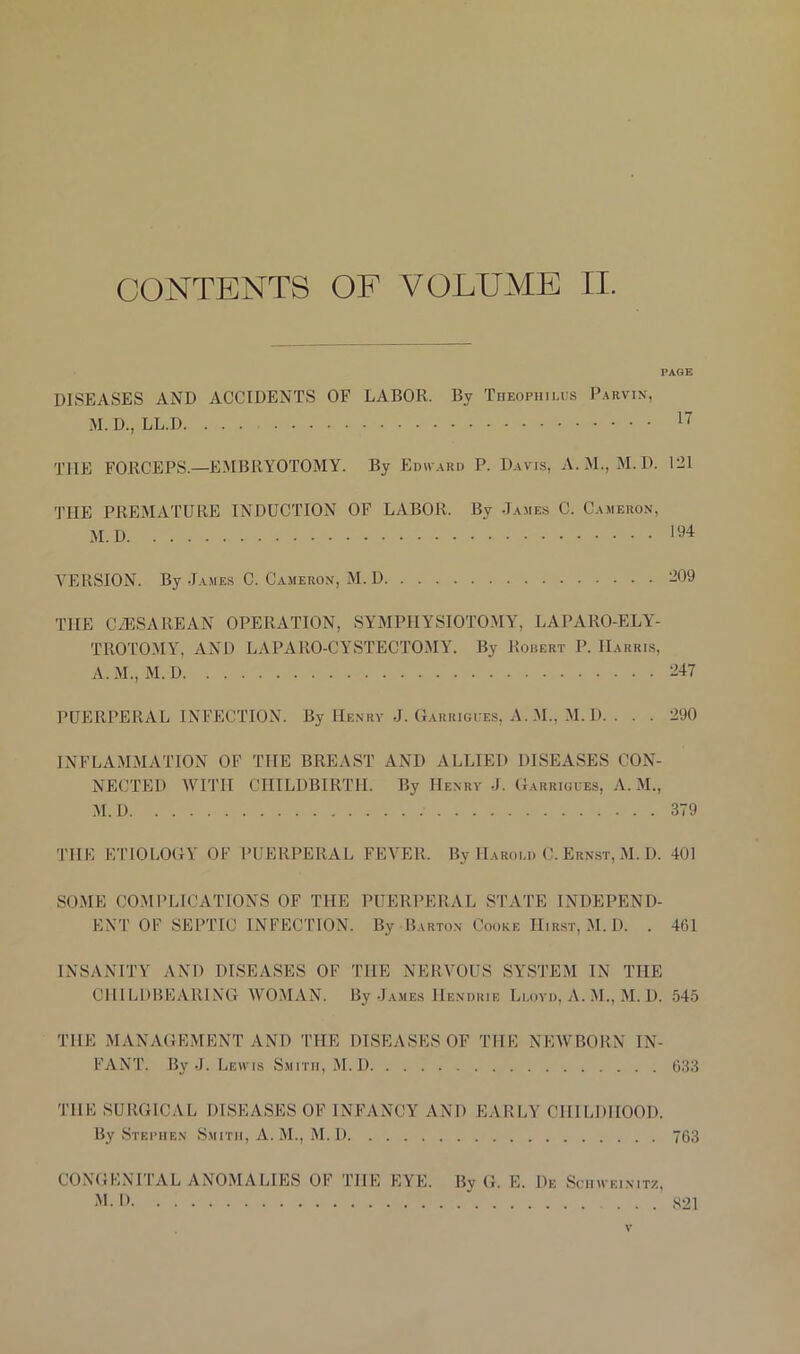 CONTENTS OF VOLUME II.
PAGE
DISEASES AND ACCIDENTS OF LABOR. By Theophilus Parvin,
M. D., LL.D. . . . . . . . . . . . . . . . . . . . . . . . . 17
THE FORCEPS.—EMBRYOTOMY. By Edward P. Davis, A. M., M. D. 121
THE PREMATURE INDUCTION OF LABOR. By James C. Cameron,
M. D. . . . . . . . . . . . . . . . . . . . . . . . . 194
VERSION. By James C. Cameron, M. D. . . . . . . . . . . . . . . 209
THE CÆSAREAN OPERATION, SYMPHYSIOTOMY, LAPARO-ELY-
TROTOMY, AND LAPARO-CYSTECTOMY. By Robert P. Harris,
A. M., M. D. . . . . . . . . . . . . . . . . . . . . . . . . 247
PUERPERAL INFECTION. By Henry J. Garrigues, A. M., M. D. . . . 290
INFLAMMATION OF THE BREAST AND ALLIED DISEASES CON-
NECTED WITH CHILDBIRTH. By Henry J. Garrigues, A. M.,
M. D. . . . . . . . . . . . . . . . . . . . . . . . . 379
THE ETIOLOGY OF PUERPERAL FEVER. By Harold C. Ernst, M. D. 401
SOME COMPLICATIONS OF THE PUERPERAL STATE INDEPEND-
ENT OF SEPTIC INFECTION. By Barton Cooke Hirst, M. D. . 461
INSANITY AND DISEASES OF THE NERVOUS SYSTEM IN THE
CHILDBEARING WOMAN. By James Hendrie Lloyd, A. M., M. D. 545
THE MANAGEMENT AND THE DISEASES OF THE NEWBORN IN-
FANT. By J. Lewis Smith, M. D. . . . . . . . . . . . . . . . . 633
THE SURGICAL DISEASES OF INFANCY AND EARLY CHILDHOOD.
By Stephen Smith, A. M., M. D. . . . . . . . . . . . . . . . . 763
CONGENITAL ANOMALIES OF THE EYE. By G. E. De Schweinitz,
M. D. . . . . . . . . . . . . . . . . . . . . . . . . 821
v